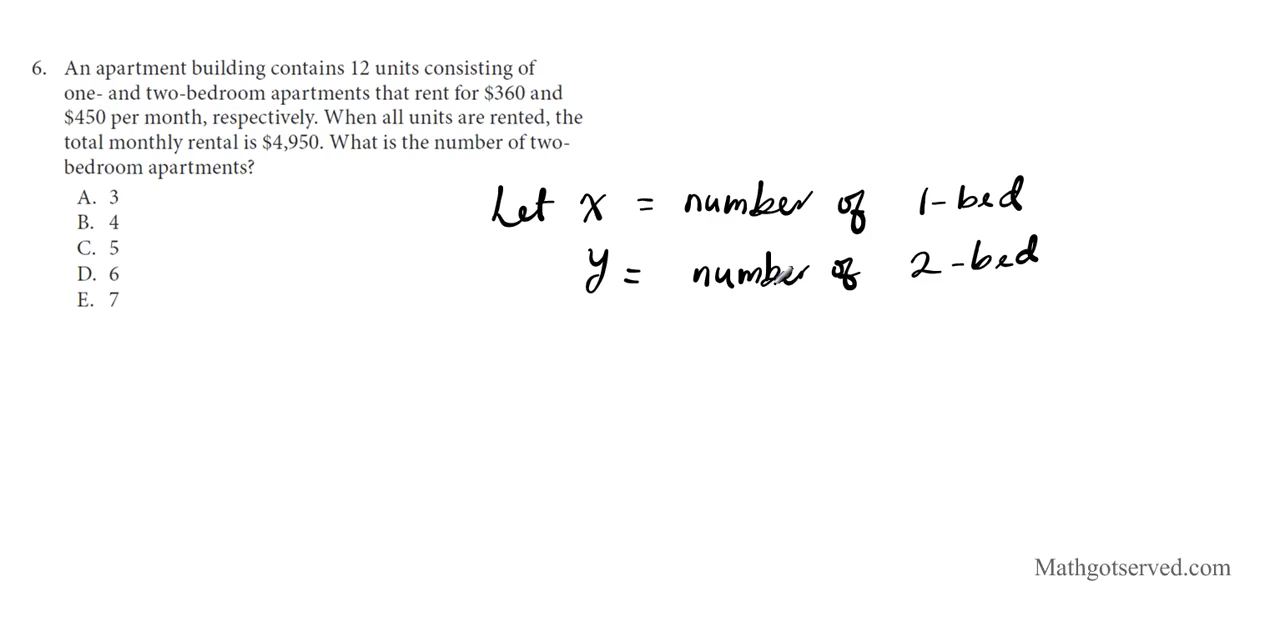 6. An apartment building contains 12 units consisting of
one- and two-bedroom apartments that rent for $360 and
$450 per month, respectively. When all units are rented, the
total monthly rental is $4,950. What is the number of two-
bedroom apartments?
A. 3
B. 4
C. 5
D. 6
E. 7
Let x = number of 1-bed
y = number of 2-bed
Mathgotserved.com